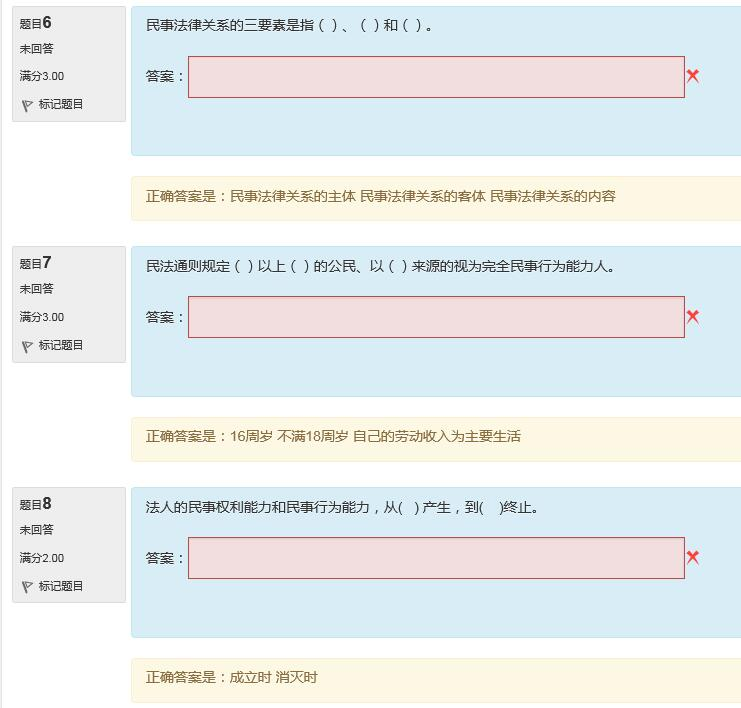 题目6
未回答
满分3.00
标记题目
民事法律关系的三要素是指 ( ) 、 ( ) 和 ( ) 。
答案：
正确答案是：民事法律关系的主体 民事法律关系的客体 民事法律关系的内容
题目7
未回答
满分3.00
标记题目
民法通则规定 ( ) 以上 ( ) 的公民、以 ( ) 来源的视为完全民事行为能力人。
答案：
正确答案是：16周岁 不满18周岁 自己的劳动收入为主要生活
题目8
未回答
满分2.00
标记题目
法人的民事权利能力和民事行为能力，从( ) 产生，到( )终止。
答案：
正确答案是：成立时 消灭时